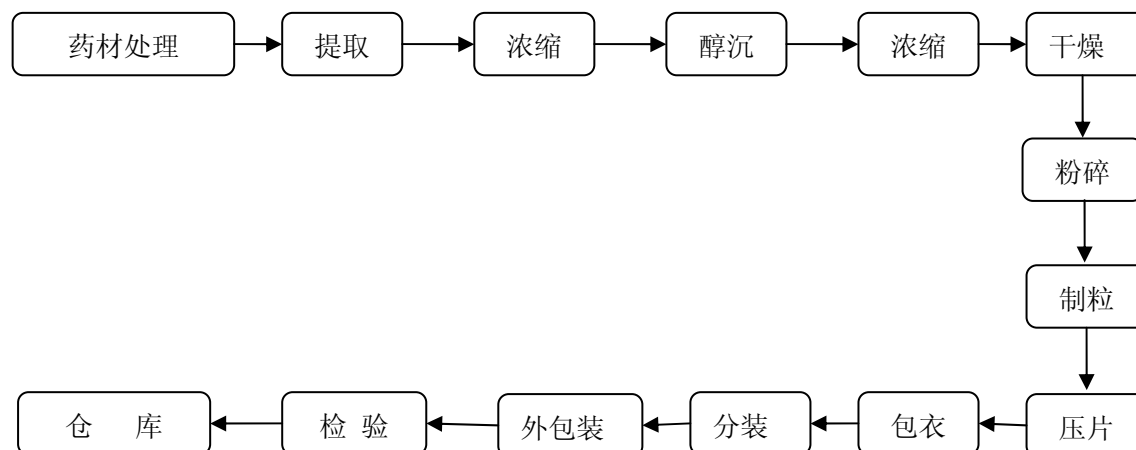 药材处理
提取
浓缩
醇沉
浓缩
干燥
粉碎
制粒
压片
包衣
分装
外包装
检 验
仓 库